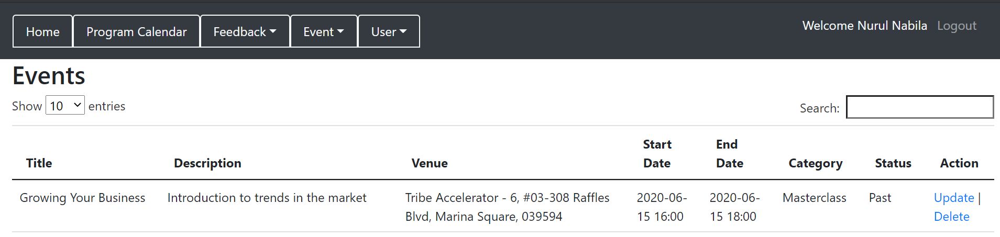 Home Program Calendar Feedback Event User Welcome Nurul Nabila Logout
Events
Show 10 entries Search:
Title Description Venue Start Date End Date Category Status Action
Growing Your Business Introduction to trends in the market Tribe Accelerator - 6, #03-308 Raffles 2020-06- 2020-06- Masterclass Past Update |
Blvd, Marina Square, 039594 15 16:00 15 18:00 Delete